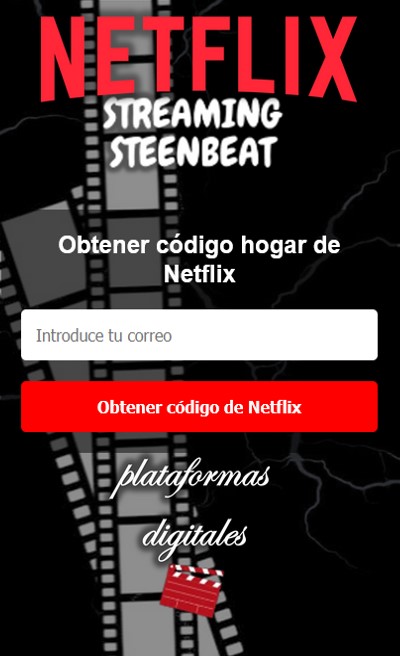 NETFLIX
STREAMING
STEENBEAT
Obtener código hogar de
Netflix
Introduce tu correo
Obtener código de Netflix
plataformas
digitales